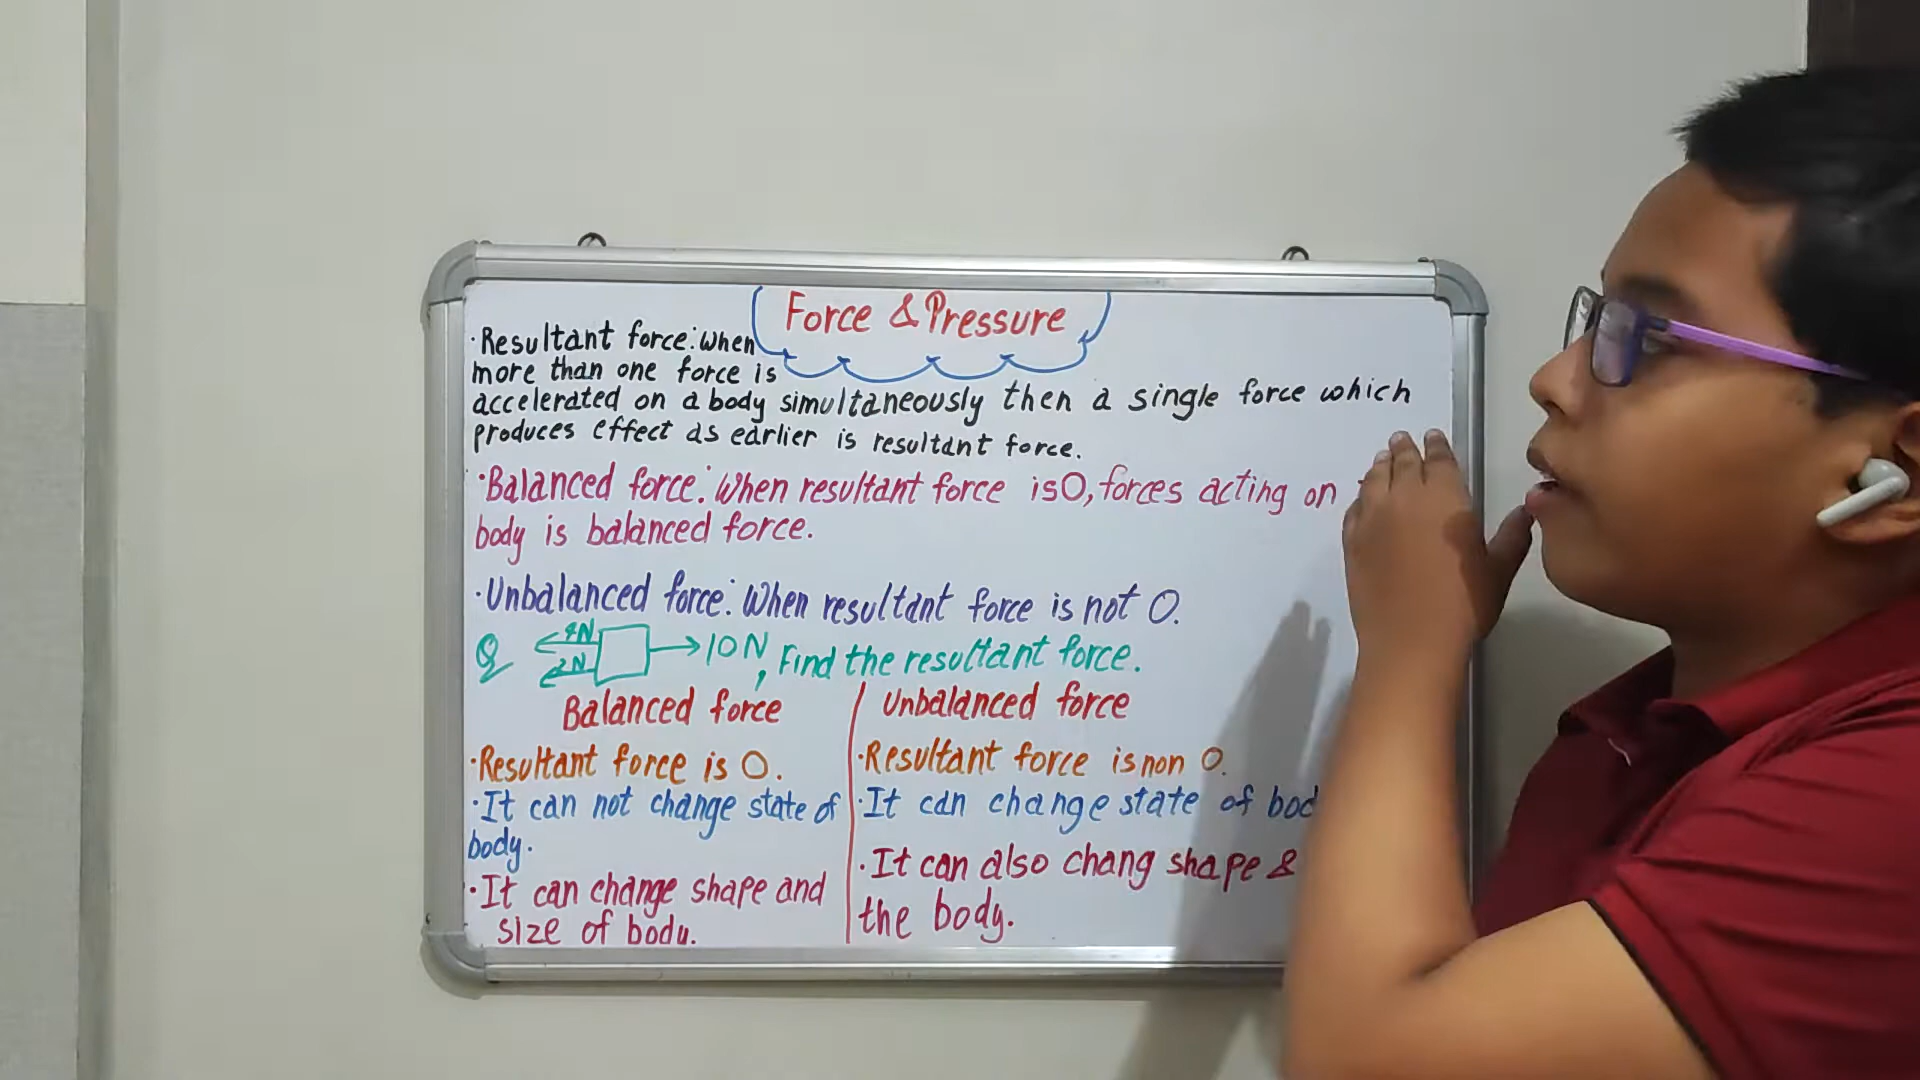 Force & Pressure
·Resultant force: When
more than one force is
accelerated on a body simultaneously then a single force which
produces effect as earlier is resultant force.
·Balanced force: When resultant force is 0, forces acting on
body is balanced force.
·Unbalanced force: When resultant force is not 0.
Q 2N 10N, Find the resultant force.
Balanced force
·Resultant force is 0.
·It can not change state of
body.
·It can change shape and
size of body.
Unbalanced force
·Resultant force is non 0.
·It can change state of
·It can also chang shape &
the body.